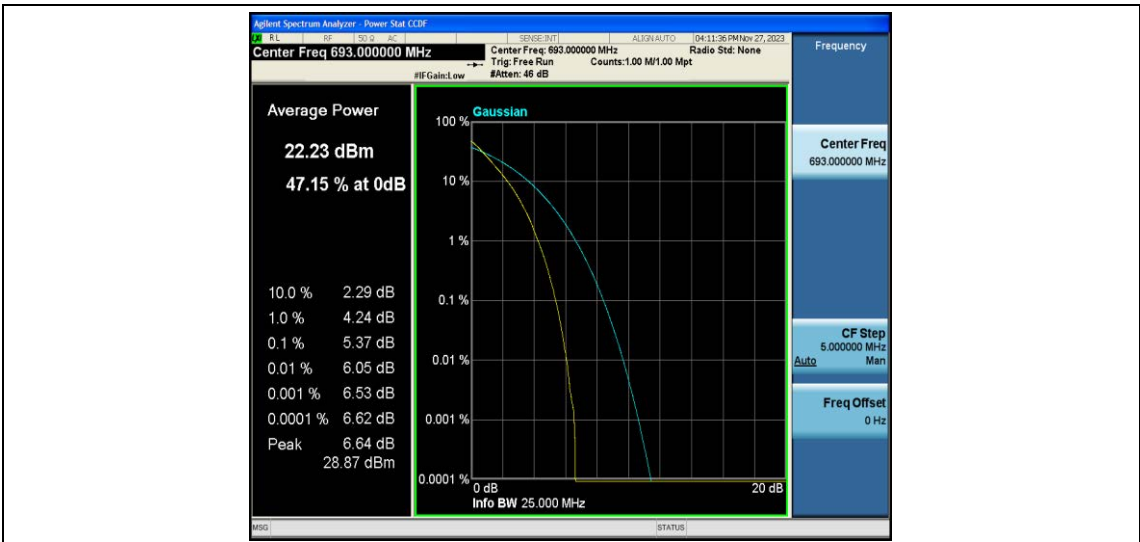 Agilent Spectrum Analyzer - Power Stat CCDF
LXI RL RF 50 Ω AC SENSE:INT ALIGNAUTO 04:11:36 PM Nov 27, 2023
Center Freq 693.000000 MHz
Center Freq: 693.000000 MHz Radio Std: None
Trig: Free Run Counts:1.00 M/1.00 Mpt
#IFGain:Low #Atten: 46 dB
Average Power
22.23 dBm
47.15 % at 0dB
10.0 % 2.29 dB
1.0 % 4.24 dB
0.1 % 5.37 dB
0.01 % 6.05 dB
0.001 % 6.53 dB
0.0001 % 6.62 dB
Peak 6.64 dB
28.87 dBm
Gaussian
100 %
10 %
1 %
0.1 %
0.01 %
0.001 %
0.0001 %
0 dB 20 dB
Info BW 25.000 MHz
Frequency
Center Freq
693.000000 MHz
CF Step
5.000000 MHz
Auto Man
Freq Offset
0 Hz
MSG STATUS